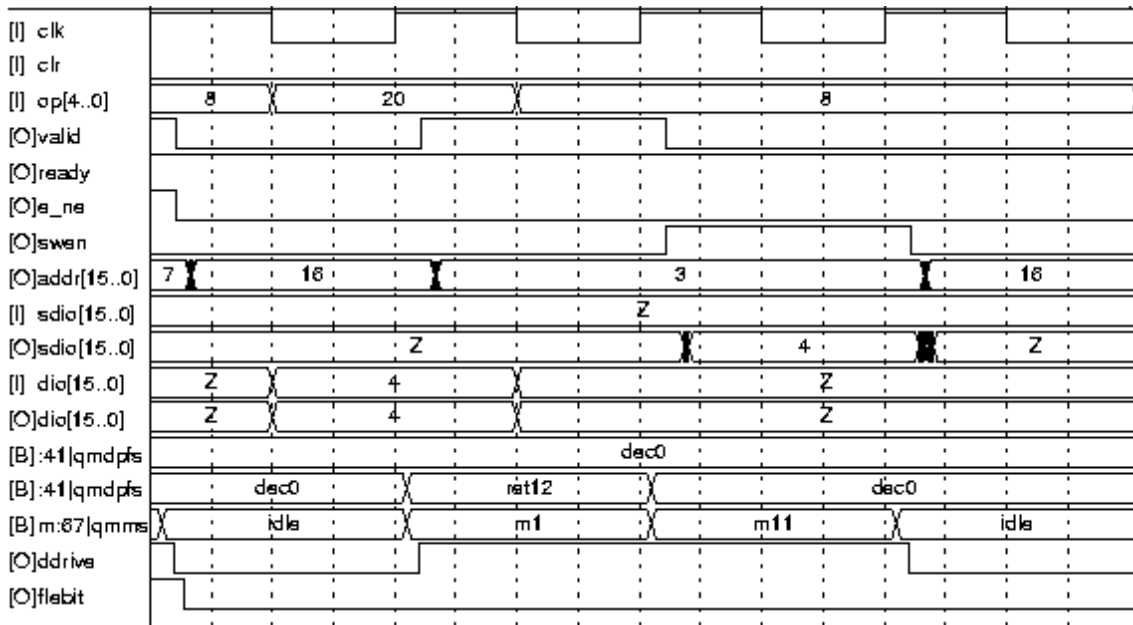 [I] clk
[I] clr
[I] op[4..0] 8 20 8
[O]valid
[O]ready
[O]e_ne
[O]swen
[O]addr[15..0] 7 16 3 16
[I] sdio[15..0] Z
[O]sdio[15..0] Z 4 Z
[I] dio[15..0] Z 4 Z
[O]dio[15..0] Z 4 Z
[B]:41|qmdpfs dec0
[B]:41|qmdpfs dec0 ret12 dec0
[B]m:67|qmms idle m1 m11 idle
[O]ddrive
[O]flebit